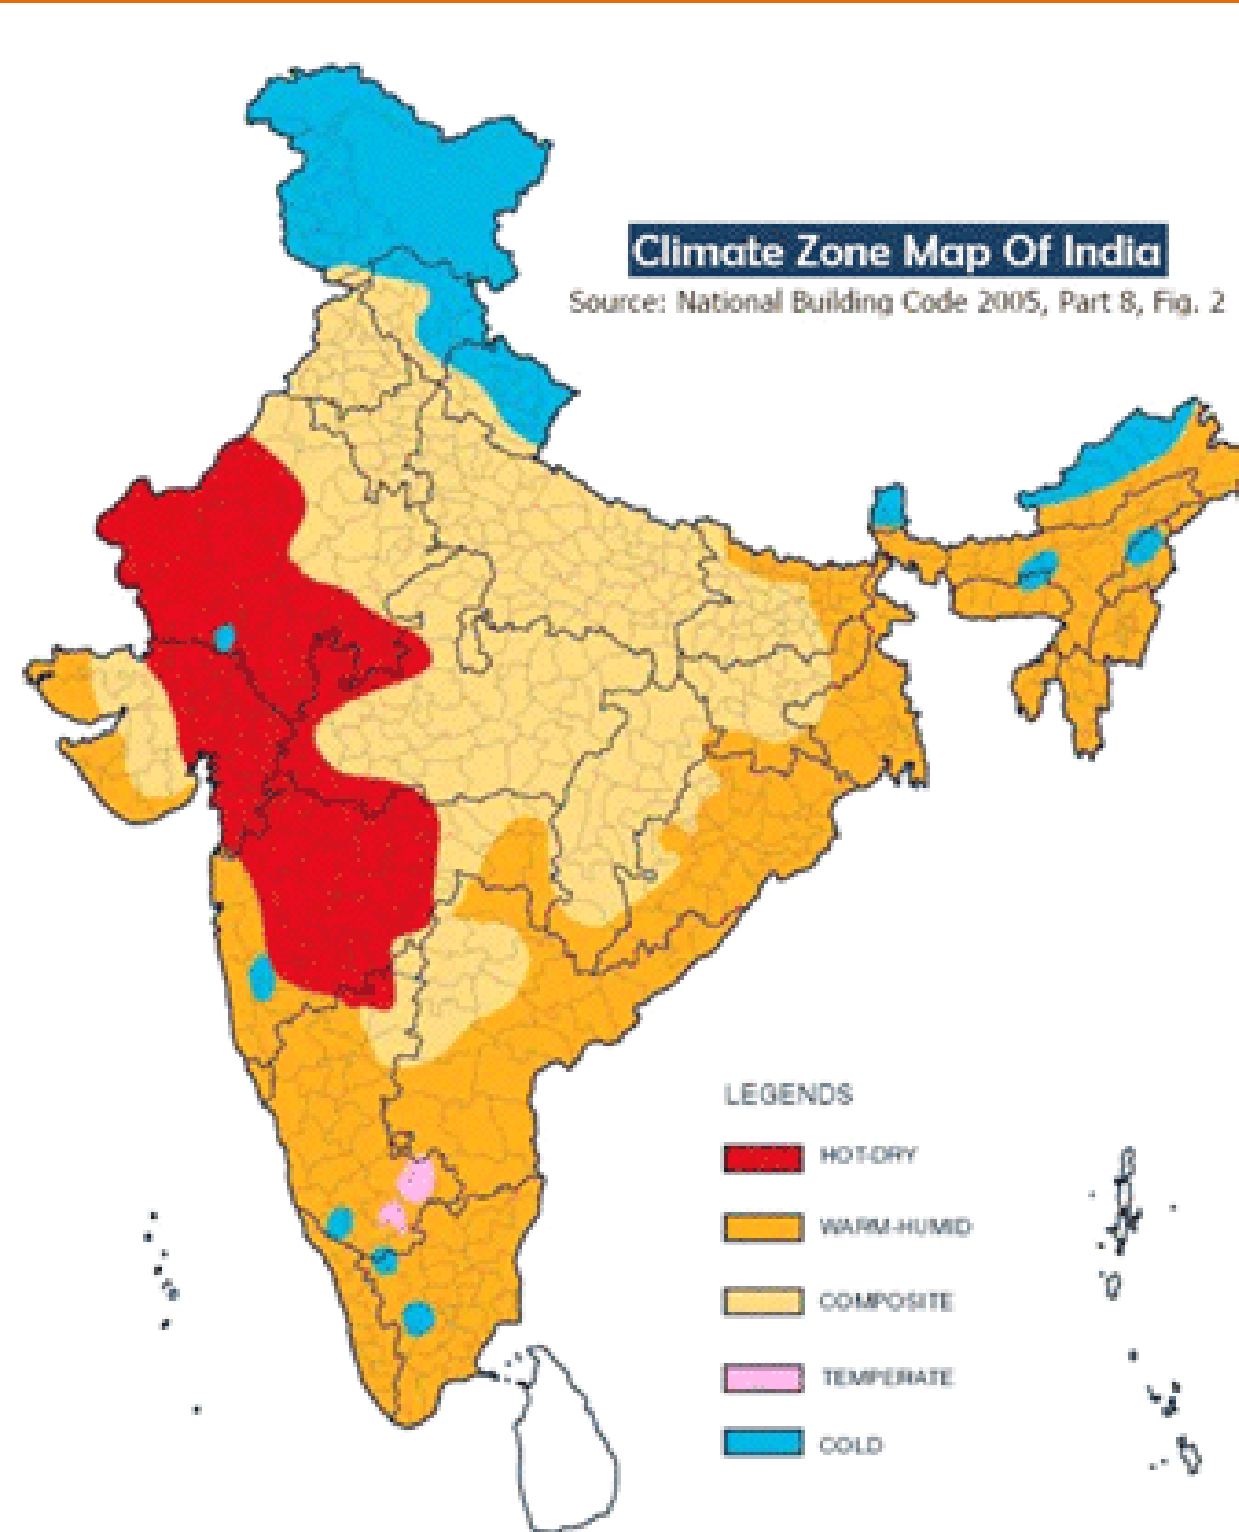 Climate Zone Map Of India
Source: National Building Code 2005, Part 8, Fig. 2
LEGENDS
HOT-DRY
WARM-HUMID
COMPOSITE
TEMPERATE
COLD